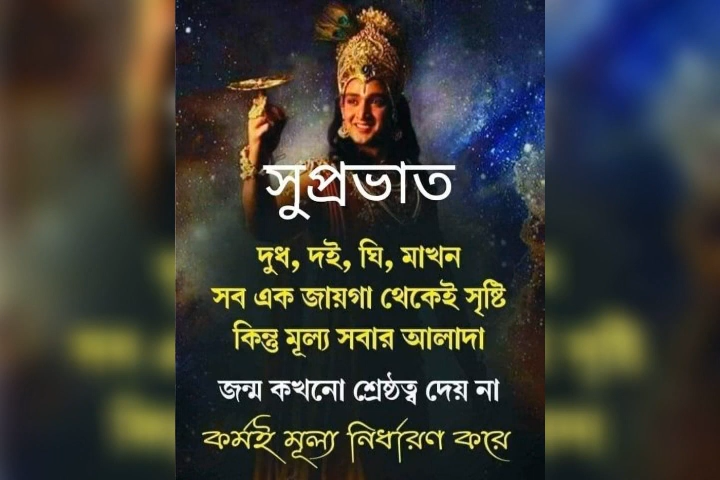 সুপ্রভাত
দুধ, দই, ঘি, মাখন
সব এক জায়গা থেকেই সৃষ্টি
কিন্তু মূল্য সবার আলাদা
জন্ম কখনো শ্রেষ্ঠত্ব দেয় না
কর্মই মূল্য নির্ধারণ করে